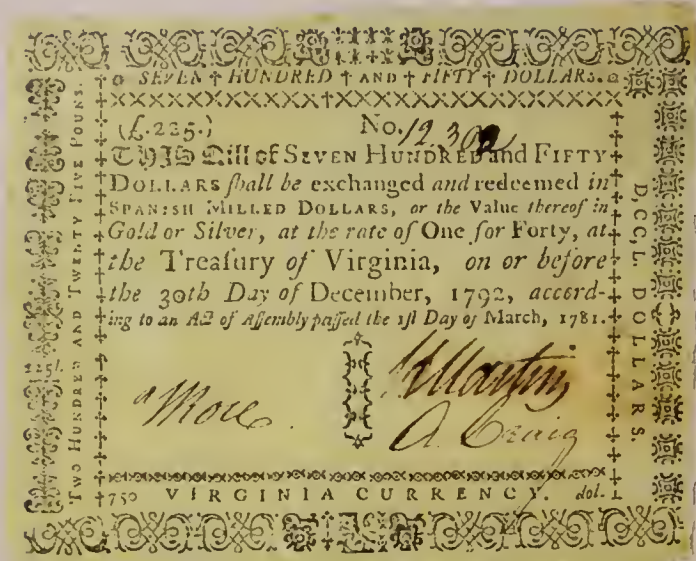 SEVEN † HUNDRED † AND † FIFTY † DOLLARS.
(£.225.) No. 12 302
THIS Bill of SEVEN HUNDRED and FIFTY
DOLLARS ſhall be exchanged and redeemed in
SPANISH MILLED DOLLARS, or the Value thereof in
Gold or Silver, at the rate of One for Forty, at
the Treaſury of Virginia, on or before
the 30th Day of December, 1792, accord-
ing to an Act of Aſſembly paſſed the 1ſt Day of March, 1781.
Martin
A Craig
750 VIRGINIA CURRENCY. dol.
TWO HUNDRED AND TWENTY FIVE POUNDS.
D,CC,L. DOLLARS.